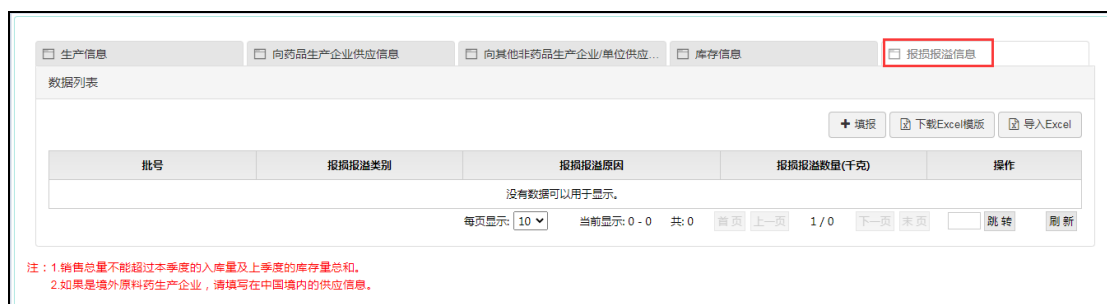 生产信息 向药品生产企业供应信息 向其他非药品生产企业/单位供应... 库存信息 报损报溢信息
数据列表
填报 下载Excel模版 导入Excel
批号 报损报溢类别 报损报溢原因 报损报溢数量(千克) 操作
没有数据可以用于显示。
每页显示: 10 当前显示: 0 - 0 共: 0 首页 上一页 1 / 0 下一页 末页 跳转 刷新
注：1.销售总量不能超过本季度的入库量及上季度的库存量总和。
2.如果是境外原料药生产企业，请填写在中国境内的供应信息。